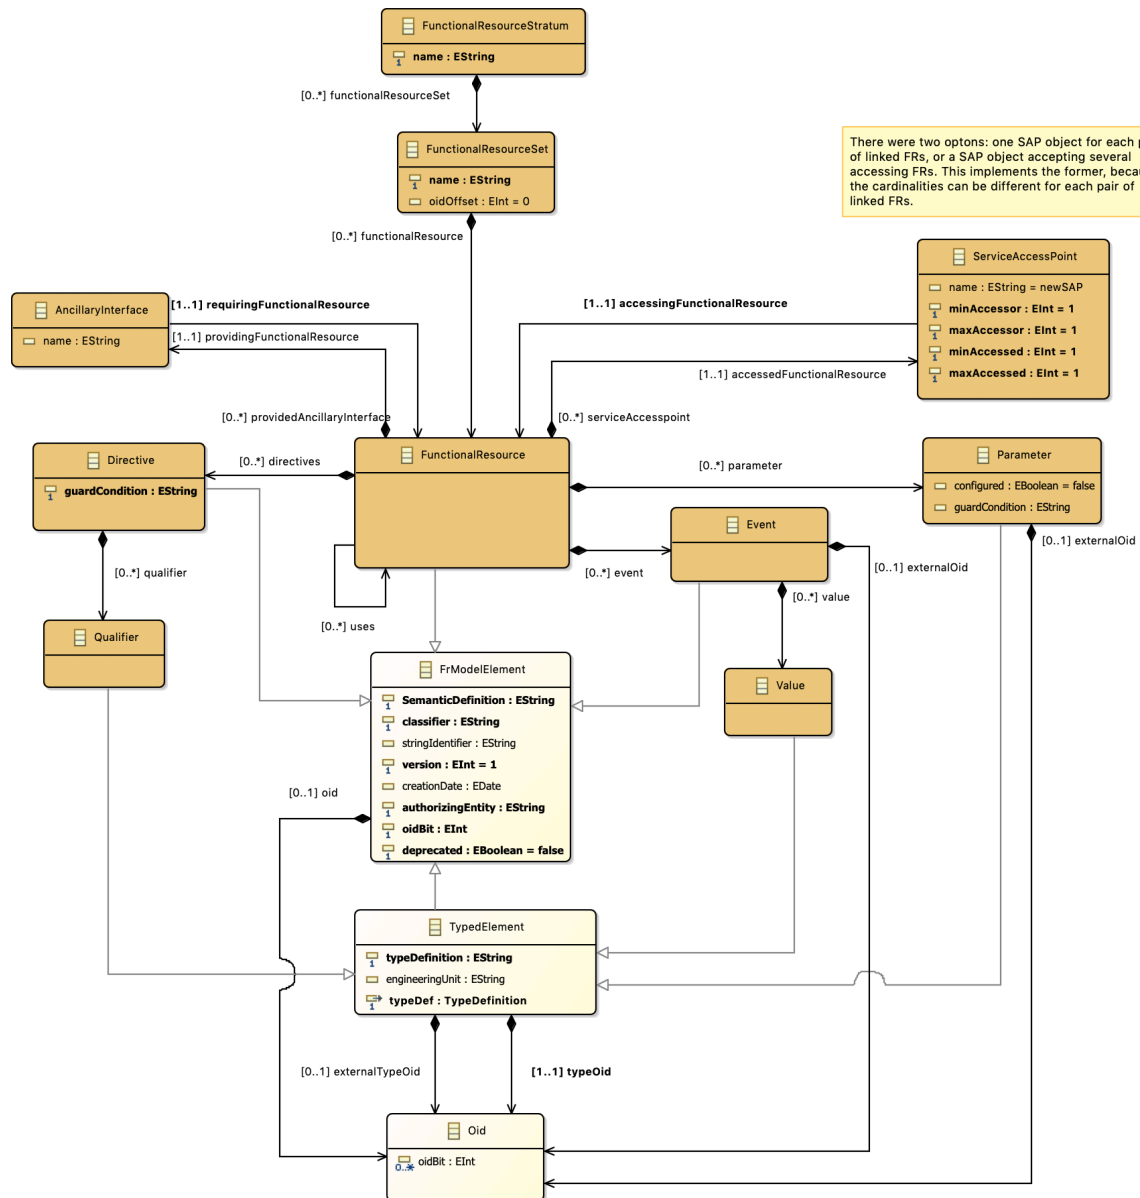 FunctionalResourceStratum
name : EString
[0..*] functionalResourceSet
FunctionalResourceSet
name : EString
oidOffset : EInt = 0
There were two optons: one SAP object for each
of linked FRs, or a SAP object accepting several
accessing FRs. This implements the former,
the cardinalities can be different for each pair of
linked FRs.
[0..*] functionalResource
ServiceAccessPoint
name : EString = newSAP
minAccessor : EInt = 1
maxAccessor : EInt = 1
minAccessed : EInt = 1
maxAccessed : EInt = 1
AncillaryInterface
name : EString
[1..1] requiringFunctionalResource
[1..1] accessingFunctionalResource
[1..1] providingFunctionalResource
[1..1] accessedFunctionalResource
[0..*] providedAncillaryInterface
[0..*] serviceAccesspoint
Directive
guardCondition : EString
[0..*] directives
FunctionalResource
[0..*] parameter
Parameter
configured : EBoolean = false
guardCondition : EString
Event
[0..1] externalOid
[0..1] externalOid
[0..*] qualifier
[0..*] event
[0..*] value
Qualifier
[0..*] uses
FrModelElement
SemanticDefinition : EString
classifier : EString
stringIdentifier : EString
version : EInt = 1
creationDate : EDate
authorizingEntity : EString
oidBit : EInt
deprecated : EBoolean = false
Value
[0..1] oid
TypedElement
typeDefinition : EString
engineeringUnit : EString
typeDef : TypeDefinition
[0..1] externalTypeOid
[1..1] typeOid
Oid
oidBit : EInt